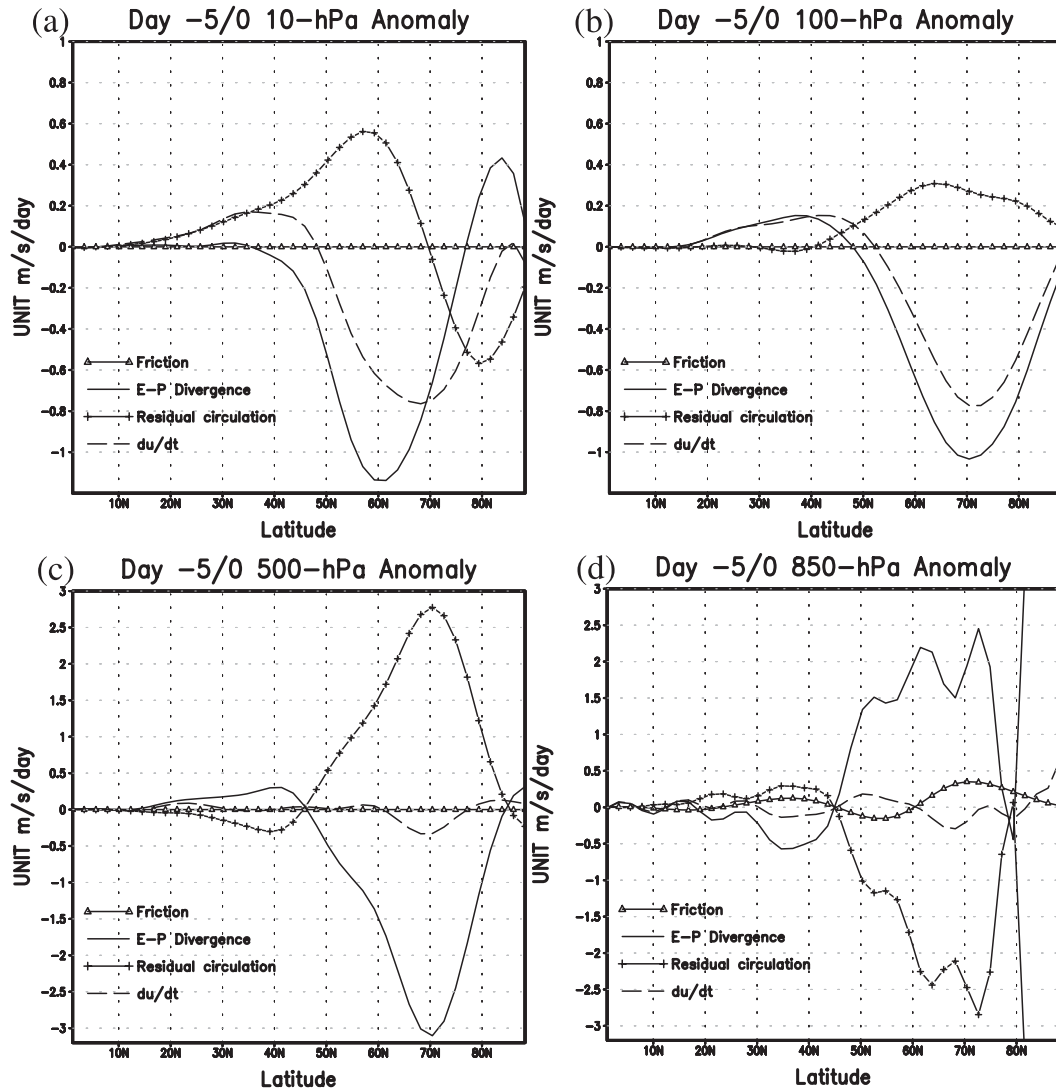 (a) Day -5/0 10-hPa Anomaly
1
0.8
0.6
0.4
0.2
0
-0.2
-0.4
-0.6
-0.8
-1
UNIT m/s/day
Friction
E-P Divergence
Residual circulation
du/dt
10N 20N 30N 40N 50N 60N 70N 80N
Latitude
(b) Day -5/0 100-hPa Anomaly
1
0.8
0.6
0.4
0.2
0
-0.2
-0.4
-0.6
-0.8
-1
UNIT m/s/day
Friction
E-P Divergence
Residual circulation
du/dt
10N 20N 30N 40N 50N 60N 70N 80N
Latitude
(c) Day -5/0 500-hPa Anomaly
3
2.5
2
1.5
1
0.5
0
-0.5
-1
-1.5
-2
-2.5
-3
UNIT m/s/day
Friction
E-P Divergence
Residual circulation
du/dt
10N 20N 30N 40N 50N 60N 70N 80N
Latitude
(d) Day -5/0 850-hPa Anomaly
3
2.5
2
1.5
1
0.5
0
-0.5
-1
-1.5
-2
-2.5
-3
UNIT m/s/day
Friction
E-P Divergence
Residual circulation
du/dt
10N 20N 30N 40N 50N 60N 70N 80N
Latitude